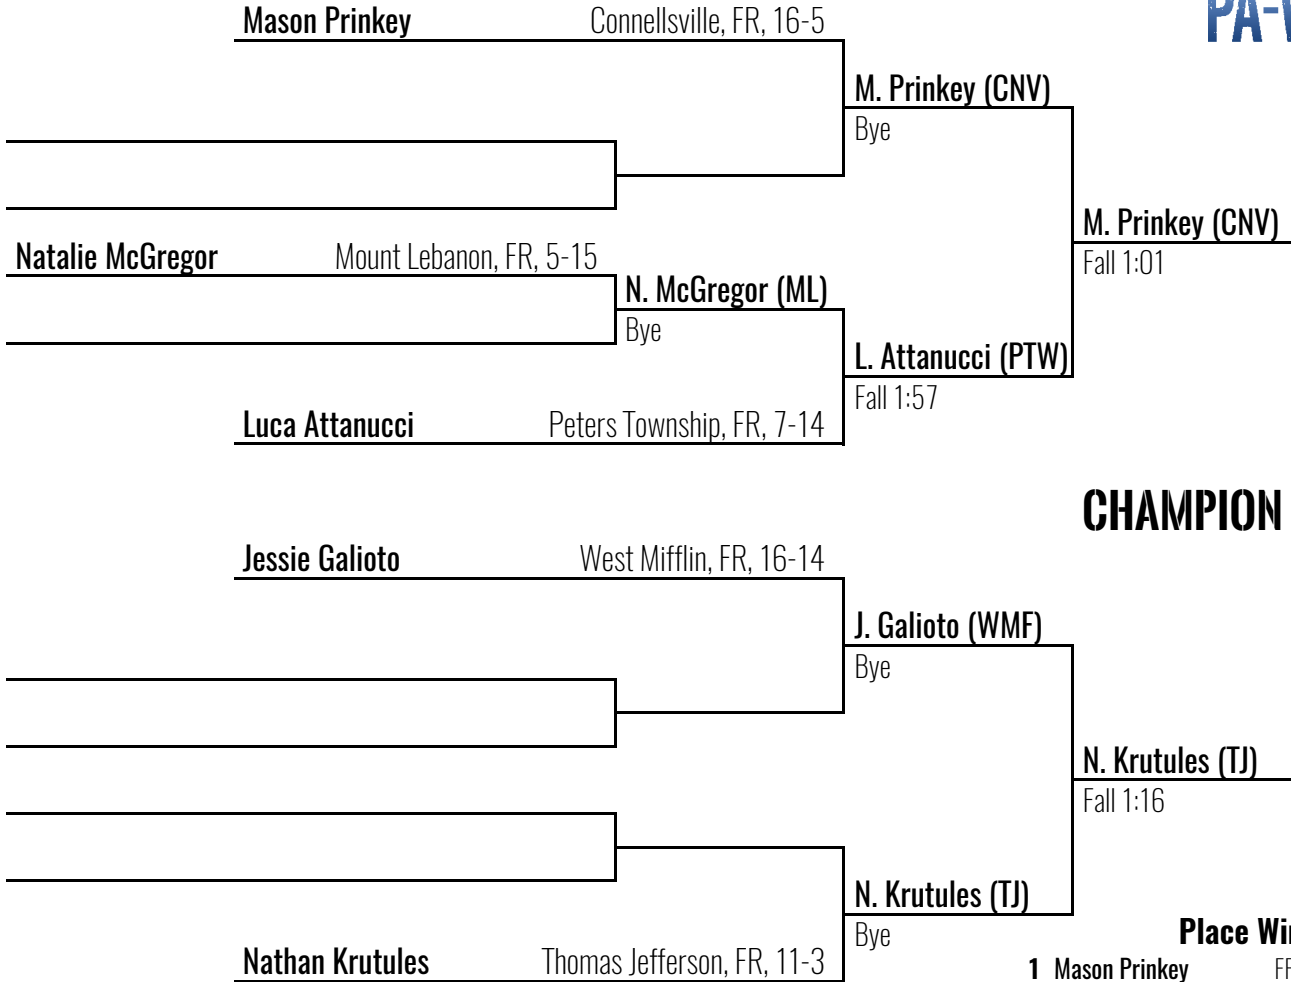 Mason Prinkey Connellsville, FR, 16-5
M. Prinkey (CNV)
Bye
M. Prinkey (CNV)
Fall 1:01
Natalie McGregor Mount Lebanon, FR, 5-15
N. McGregor (ML)
Bye
L. Attanucci (PTW)
Fall 1:57
Luca Attanucci Peters Township, FR, 7-14
CHAMPION
Jessie Galioto West Mifflin, FR, 16-14
J. Galioto (WMF)
Bye
N. Krutules (TJ)
Fall 1:16
N. Krutules (TJ)
Bye
Nathan Krutules Thomas Jefferson, FR, 11-3
Place
1 Mason Prinkey